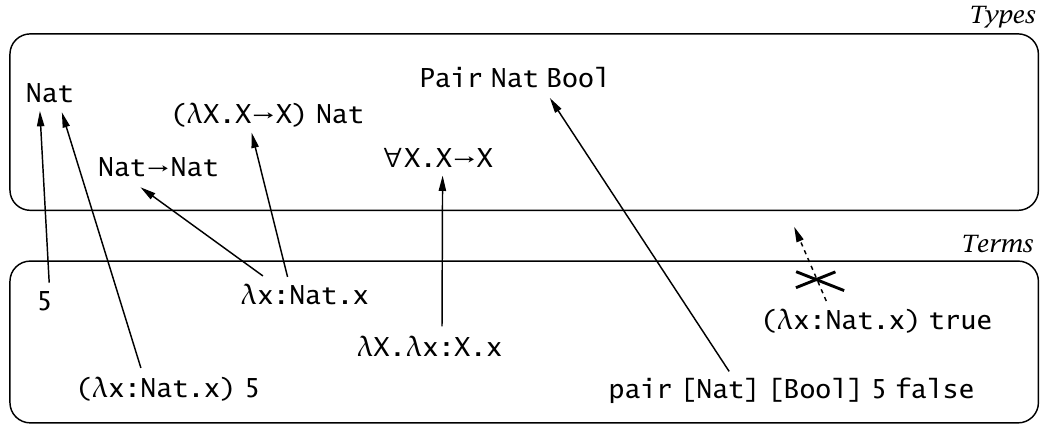 Types
Pair Nat Bool
Nat
(λX.X→X) Nat
∀X.X→X
Nat→Nat
Terms
5
λx:Nat.x
(λx:Nat.x) true
λX.λx:X.x
(λx:Nat.x) 5
pair [Nat] [Bool] 5 false